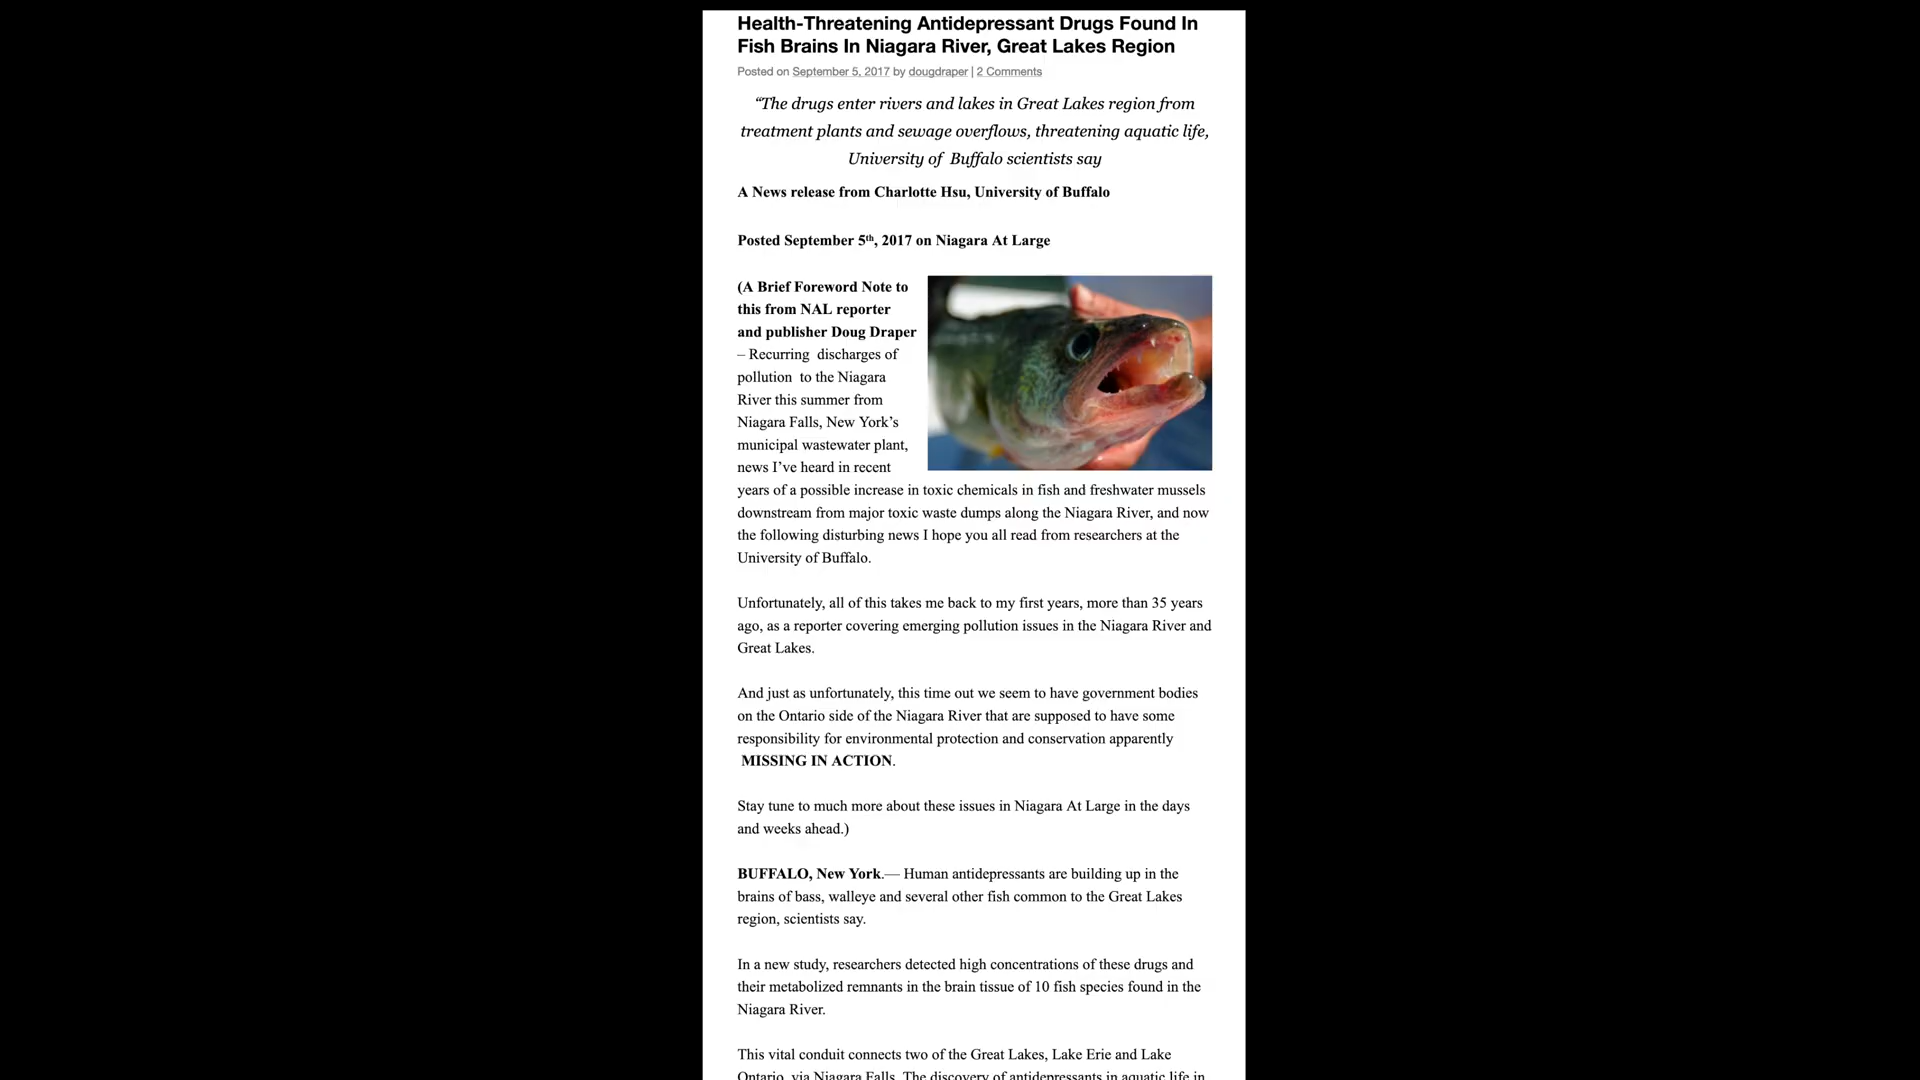 Health-Threatening Antidepressant Drugs Found In
Fish Brains In Niagara River, Great Lakes Region
Posted on September 5, 2017 by dougdraper | 2 Comments
“The drugs enter rivers and lakes in Great Lakes region from
treatment plants and sewage overflows, threatening aquatic life,
University of Buffalo scientists say
A News release from Charlotte Hsu, University of Buffalo
Posted September 5th, 2017 on Niagara At Large
(A Brief Foreword Note to
this from NAL reporter
and publisher Doug Draper
– Recurring discharges of
pollution to the Niagara
River this summer from
Niagara Falls, New York’s
municipal wastewater plant,
news I’ve heard in recent
years of a possible increase in toxic chemicals in fish and freshwater mussels
downstream from major toxic waste dumps along the Niagara River, and now
the following disturbing news I hope you all read from researchers at the
University of Buffalo.
Unfortunately, all of this takes me back to my first years, more than 35 years
ago, as a reporter covering emerging pollution issues in the Niagara River and
Great Lakes.
And just as unfortunately, this time out we seem to have government bodies
on the Ontario side of the Niagara River that are supposed to have some
responsibility for environmental protection and conservation apparently
MISSING IN ACTION.
Stay tune to much more about these issues in Niagara At Large in the days
and weeks ahead.)
BUFFALO, New York.— Human antidepressants are building up in the
brains of bass, walleye and several other fish common to the Great Lakes
region, scientists say.
In a new study, researchers detected high concentrations of these drugs and
their metabolized remnants in the brain tissue of 10 fish species found in the
Niagara River.
This vital conduit connects two of the Great Lakes, Lake Erie and Lake
Ontario, via Niagara Falls. The discovery of antidepressants in aquatic life in